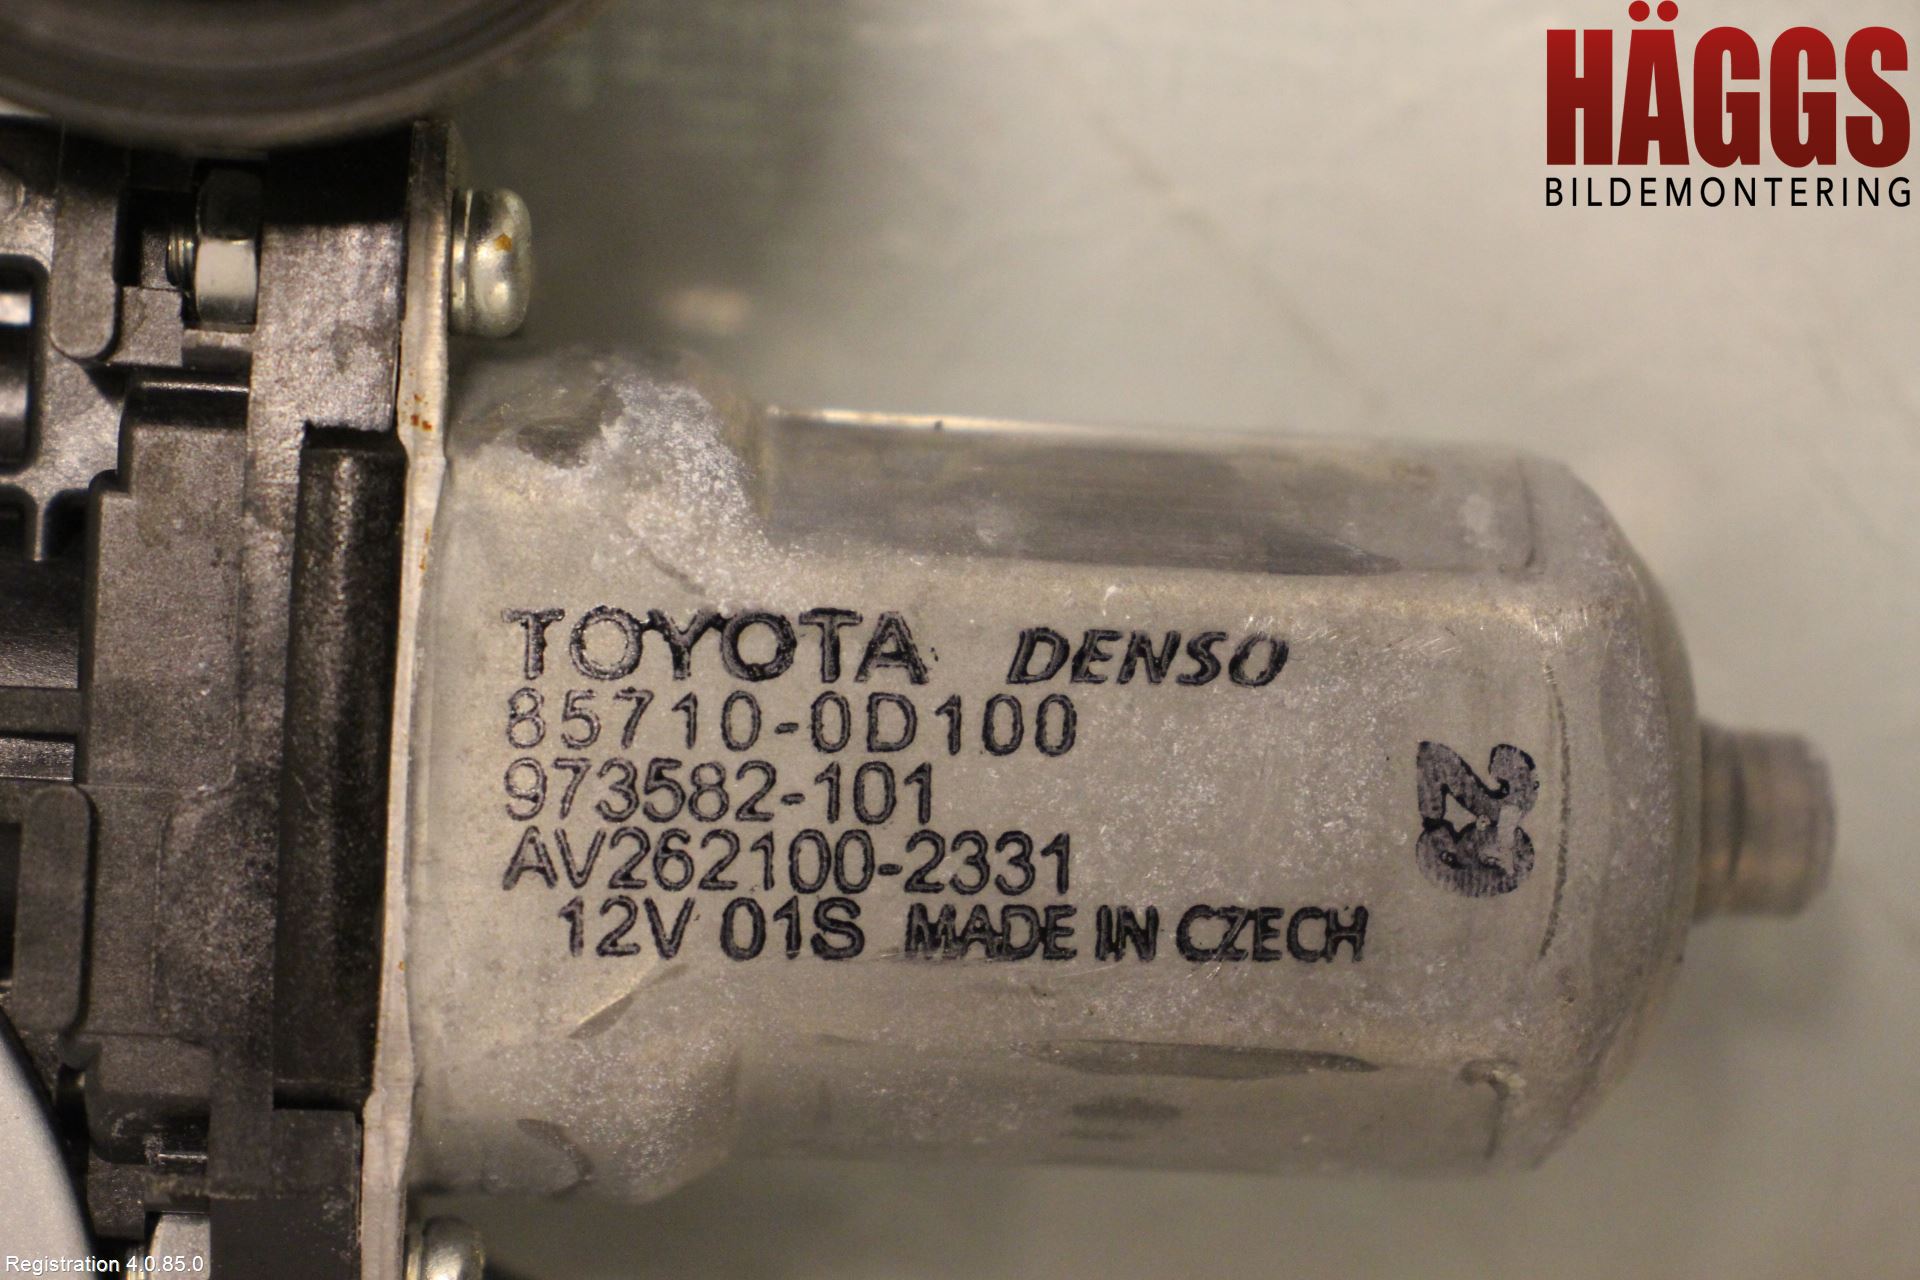 HÄGGS
BILDEMONTERING
TOYOTA DENSO
85710-0D100
973582-101
AV262100-2331
12V 01S MADE IN CZECH
Registration 4.0.85.0